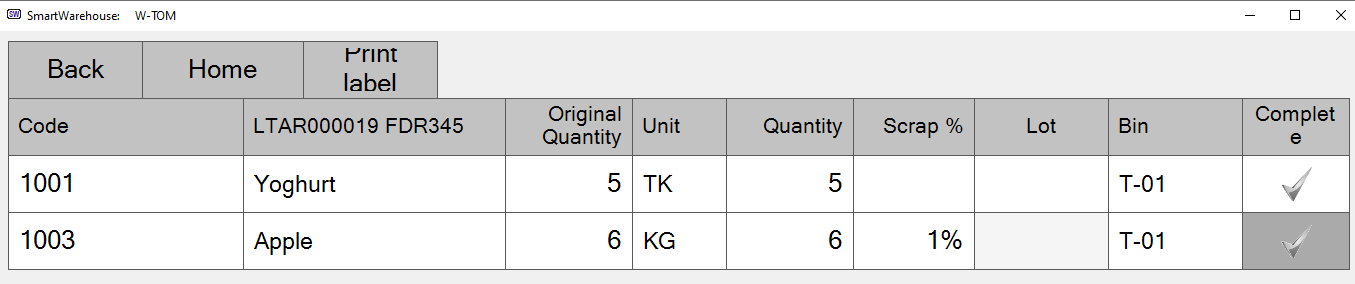 SW SmartWarehouse: W-TOM
Back Home Print label
Code LTAR000019 FDR345 Original Quantity Unit Quantity Scrap % Lot Bin Complete
1001 Yoghurt 5 TK 5 T-01
1003 Apple 6 KG 6 1% T-01